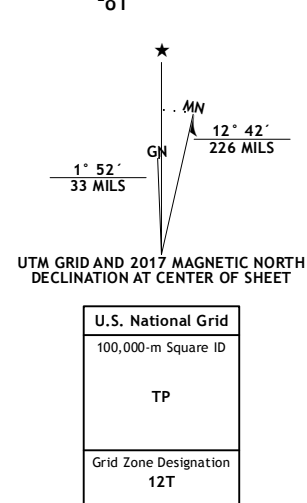 ★
MN
GN
12° 42´
226 MILS
1° 52´
33 MILS
UTM GRID AND 2017 MAGNETIC NORTH
DECLINATION AT CENTER OF SHEET
U.S. National Grid
100,000-m Square ID
TP
Grid Zone Designation
12T